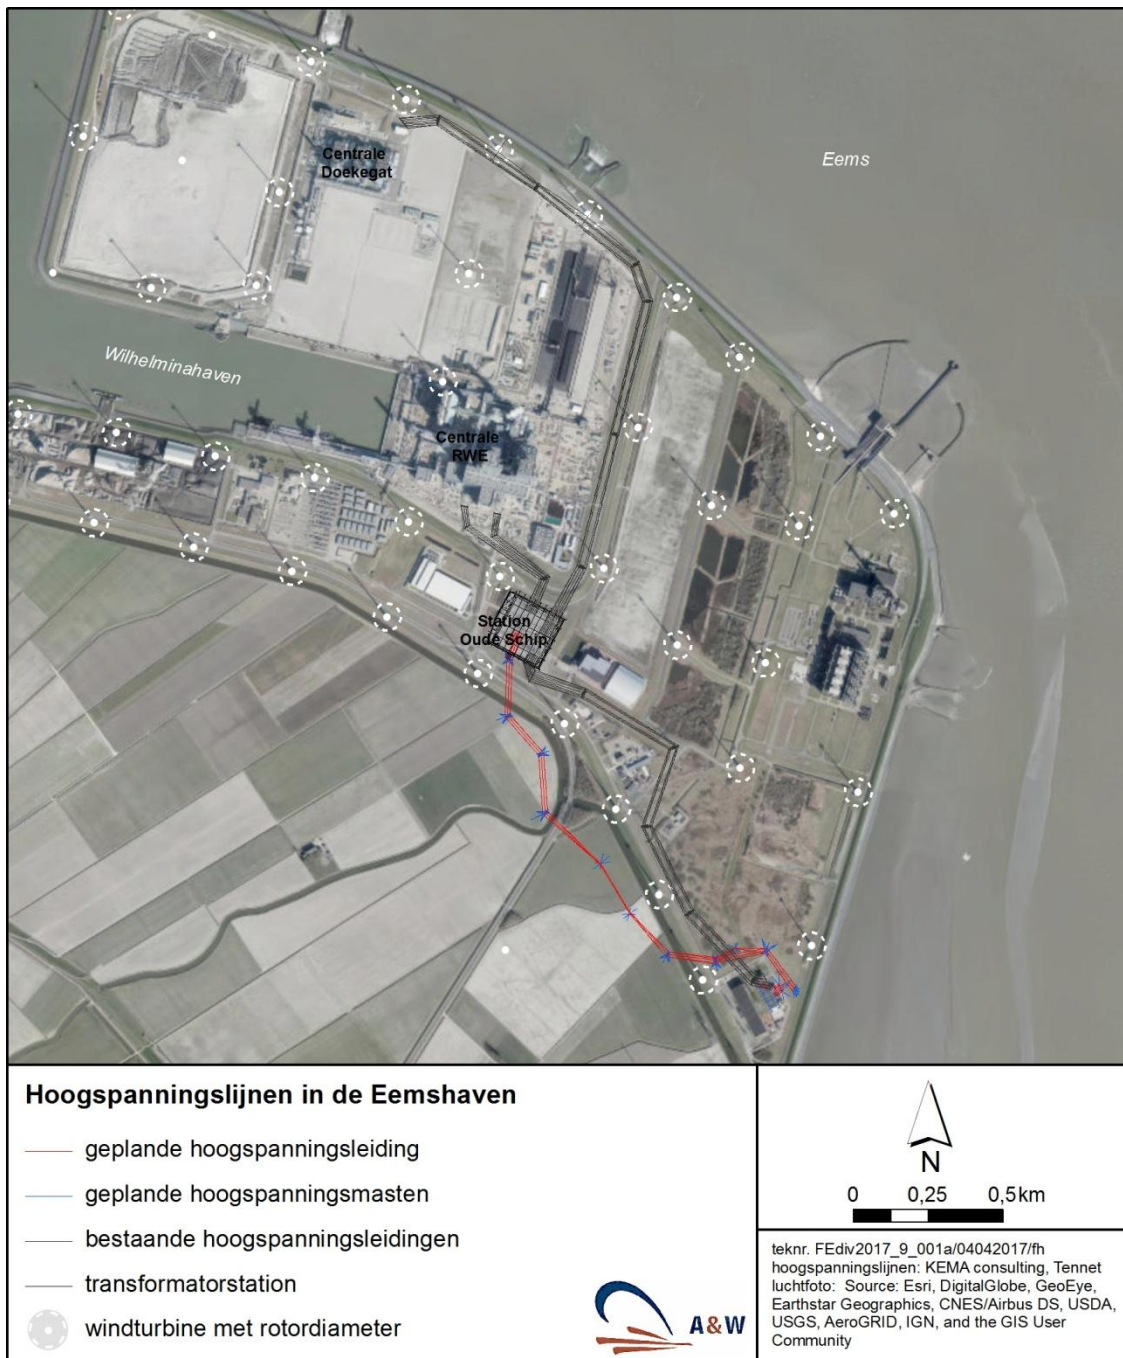 Centrale
Doekegat
Eems
Wilhelminahaven
Centrale
RWE
Station
Oude Schip
Hoogspanningslijnen in de Eemshaven
geplande hoogspanningsleiding
geplande hoogspanningsmasten
bestaande hoogspanningsleidingen
transformatorstation
windturbine met rotordiameter
A&W
N
0 0,25 0,5km
teknr. FEdiv2017_9_001a/04042017/fh
hoogspanningslijnen: KEMA consulting, Tennet
luchtfoto: Source: Esri, DigitalGlobe, GeoEye,
Earthstar Geographics, CNES/Airbus DS, USDA,
USGS, AeroGRID, IGN, and the GIS User
Community